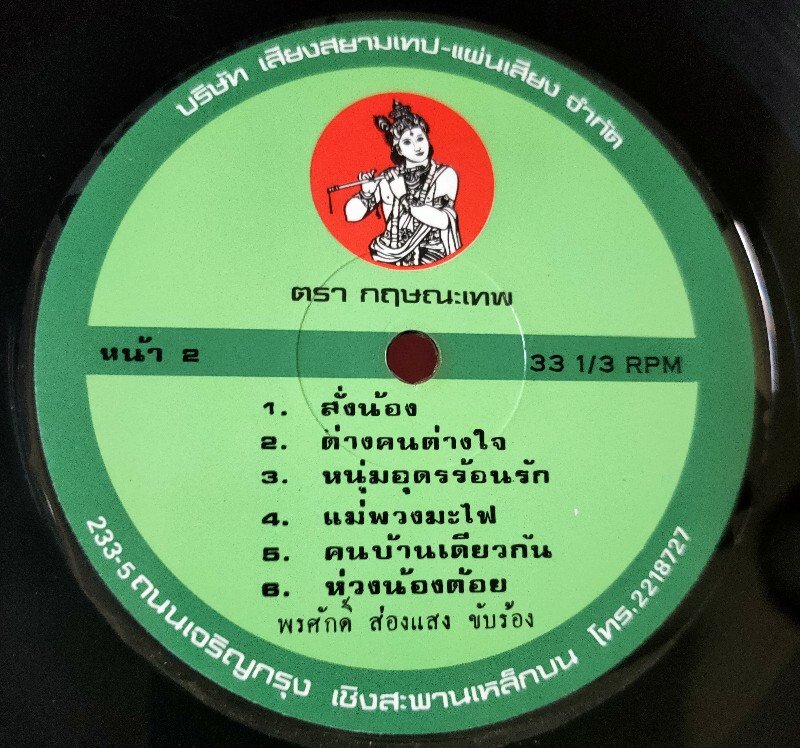 บริษัท เสียงสยามเทป-แผ่นเสียง จำกัด
ตรา กฤษณะเทพ
หน้า 2
33 1/3 RPM
1. สั่งน้อง
2. ต่างคนต่างใจ
3. หนุ่มอุดรร้อนรัก
4. แม่พวงมะไฟ
5. คนบ้านเดียวกัน
6. ห่วงน้องต้อย
พรศักดิ์ ส่องแสง ขับร้อง
233-5 ถนนเจริญกรุง เชิงสะพานเหล็กบน โทร. 2218727